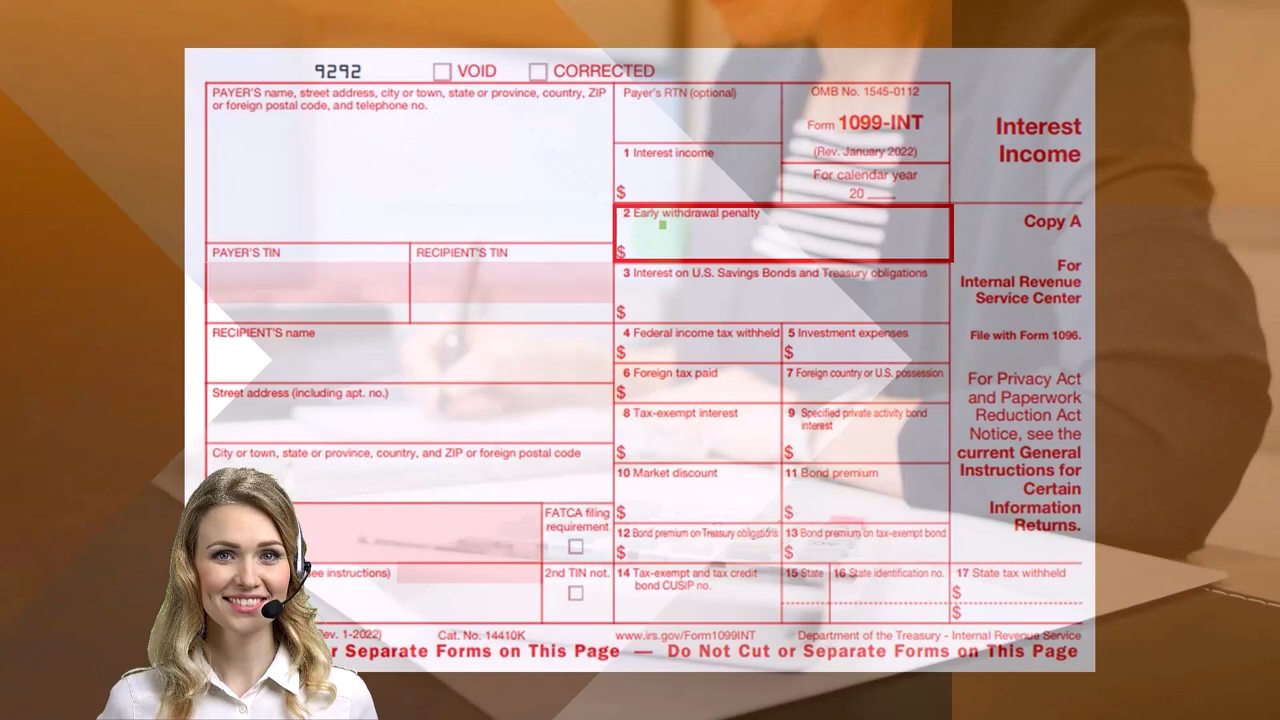 9292
VOID
CORRECTED
PAYER'S name, street address, city or town, state or province, country, ZIP
or foreign postal code, and telephone no.
Payer's RTN (optional)
OMB No. 1545-0112
Form 1099-INT
(Rev. January 2022)
For calendar year
20 ____
Interest
Income
1 Interest income
$
2 Early withdrawal penalty
$
Copy A
PAYER'S TIN
RECIPIENT'S TIN
3 Interest on U.S. Savings Bonds and Treasury obligations
$
For
Internal Revenue
Service Center
File with Form 1096.
RECIPIENT'S name
4 Federal income tax withheld
$
5 Investment expenses
$
6 Foreign tax paid
$
7 Foreign country or U.S. possession
For Privacy Act
and Paperwork
Reduction Act
Notice, see the
current General
Instructions for
Certain
Information
Returns.
Street address (including apt. no.)
8 Tax-exempt interest
$
9 Specified private activity bond
interest
$
City or town, state or province, country, and ZIP or foreign postal code
10 Market discount
$
11 Bond premium
$
FATCA filing
requirement
12 Bond premium on Treasury obligations
$
13 Bond premium on tax-exempt bond
$
see instructions)
2nd TIN not.
14 Tax-exempt and tax credit
bond CUSIP no.
15 State
16 State identification no.
17 State tax withheld
$
$
Rev. 1-2022)
Cat. No. 14410K
www.irs.gov/Form1099INT
Department of the Treasury - Internal Revenue Service
r Separate Forms on This Page — Do Not Cut or Separate Forms on This Page